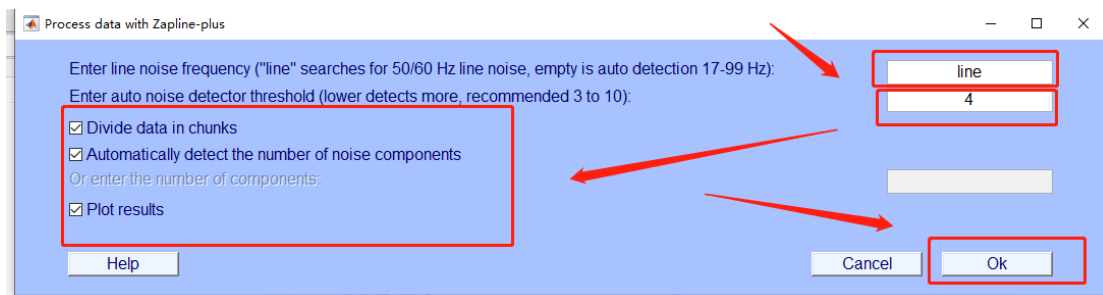 Process data with Zapline-plus
Enter line noise frequency ("line" searches for 50/60 Hz line noise, empty is auto detection 17-99 Hz):
line
Enter auto noise detector threshold (lower detects more, recommended 3 to 10):
4
Divide data in chunks
Automatically detect the number of noise components
Or enter the number of components:
Plot results
Help
Cancel
Ok